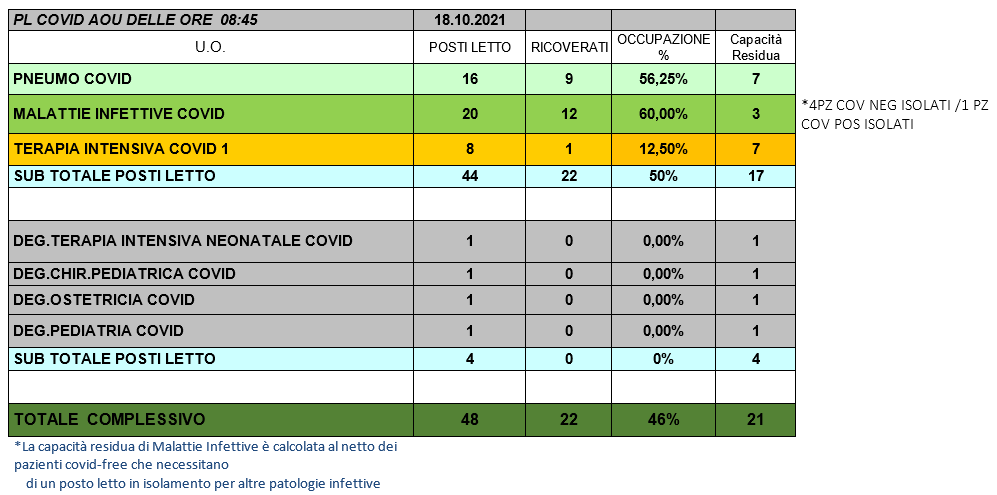 PL COVID AOU DELLE ORE 08:45 18.10.2021
U.O. POSTI LETTO RICOVERATI OCCUPAZIONE % Capacità Residua
PNEUMO COVID 16 9 56,25% 7
MALATTIE INFETTIVE COVID 20 12 60,00% 3
*4PZ COV NEG ISOLATI /1 PZ
COV POS ISOLATI
TERAPIA INTENSIVA COVID 1 8 1 12,50% 7
SUB TOTALE POSTI LETTO 44 22 50% 17
DEG.TERAPIA INTENSIVA NEONATALE COVID 1 0 0,00% 1
DEG.CHIR.PEDIATRICA COVID 1 0 0,00% 1
DEG.OSTETRICIA COVID 1 0 0,00% 1
DEG.PEDIATRIA COVID 1 0 0,00% 1
SUB TOTALE POSTI LETTO 4 0 0% 4
TOTALE COMPLESSIVO 48 22 46% 21
*La capacità residua di Malattie Infettive è calcolata al netto dei
pazienti covid-free che necessitano
di un posto letto in isolamento per altre patologie infettive